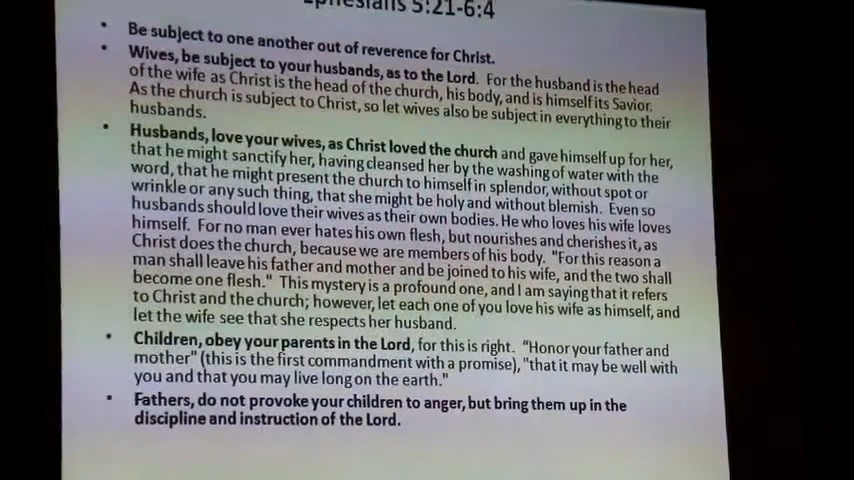 Ephesians 5:21-6:4
• Be subject to one another out of reverence for Christ.
• Wives, be subject to your husbands, as to the Lord. For the husband is the head
of the wife as Christ is the head of the church, his body, and is himself its Savior.
As the church is subject to Christ, so let wives also be subject in everything to their
husbands.
• Husbands, love your wives, as Christ loved the church and gave himself up for her,
that he might sanctify her, having cleansed her by the washing of water with the
word, that he might present the church to himself in splendor, without spot or
wrinkle or any such thing, that she might be holy and without blemish. Even so
husbands should love their wives as their own bodies. He who loves his wife loves
himself. For no man ever hates his own flesh, but nourishes and cherishes it, as
Christ does the church, because we are members of his body. "For this reason a
man shall leave his father and mother and be joined to his wife, and the two shall
become one flesh." This mystery is a profound one, and I am saying that it refers
to Christ and the church; however, let each one of you love his wife as himself, and
let the wife see that she respects her husband.
• Children, obey your parents in the Lord, for this is right. "Honor your father and
mother" (this is the first commandment with a promise), "that it may be well with
you and that you may live long on the earth."
• Fathers, do not provoke your children to anger, but bring them up in the
discipline and instruction of the Lord.